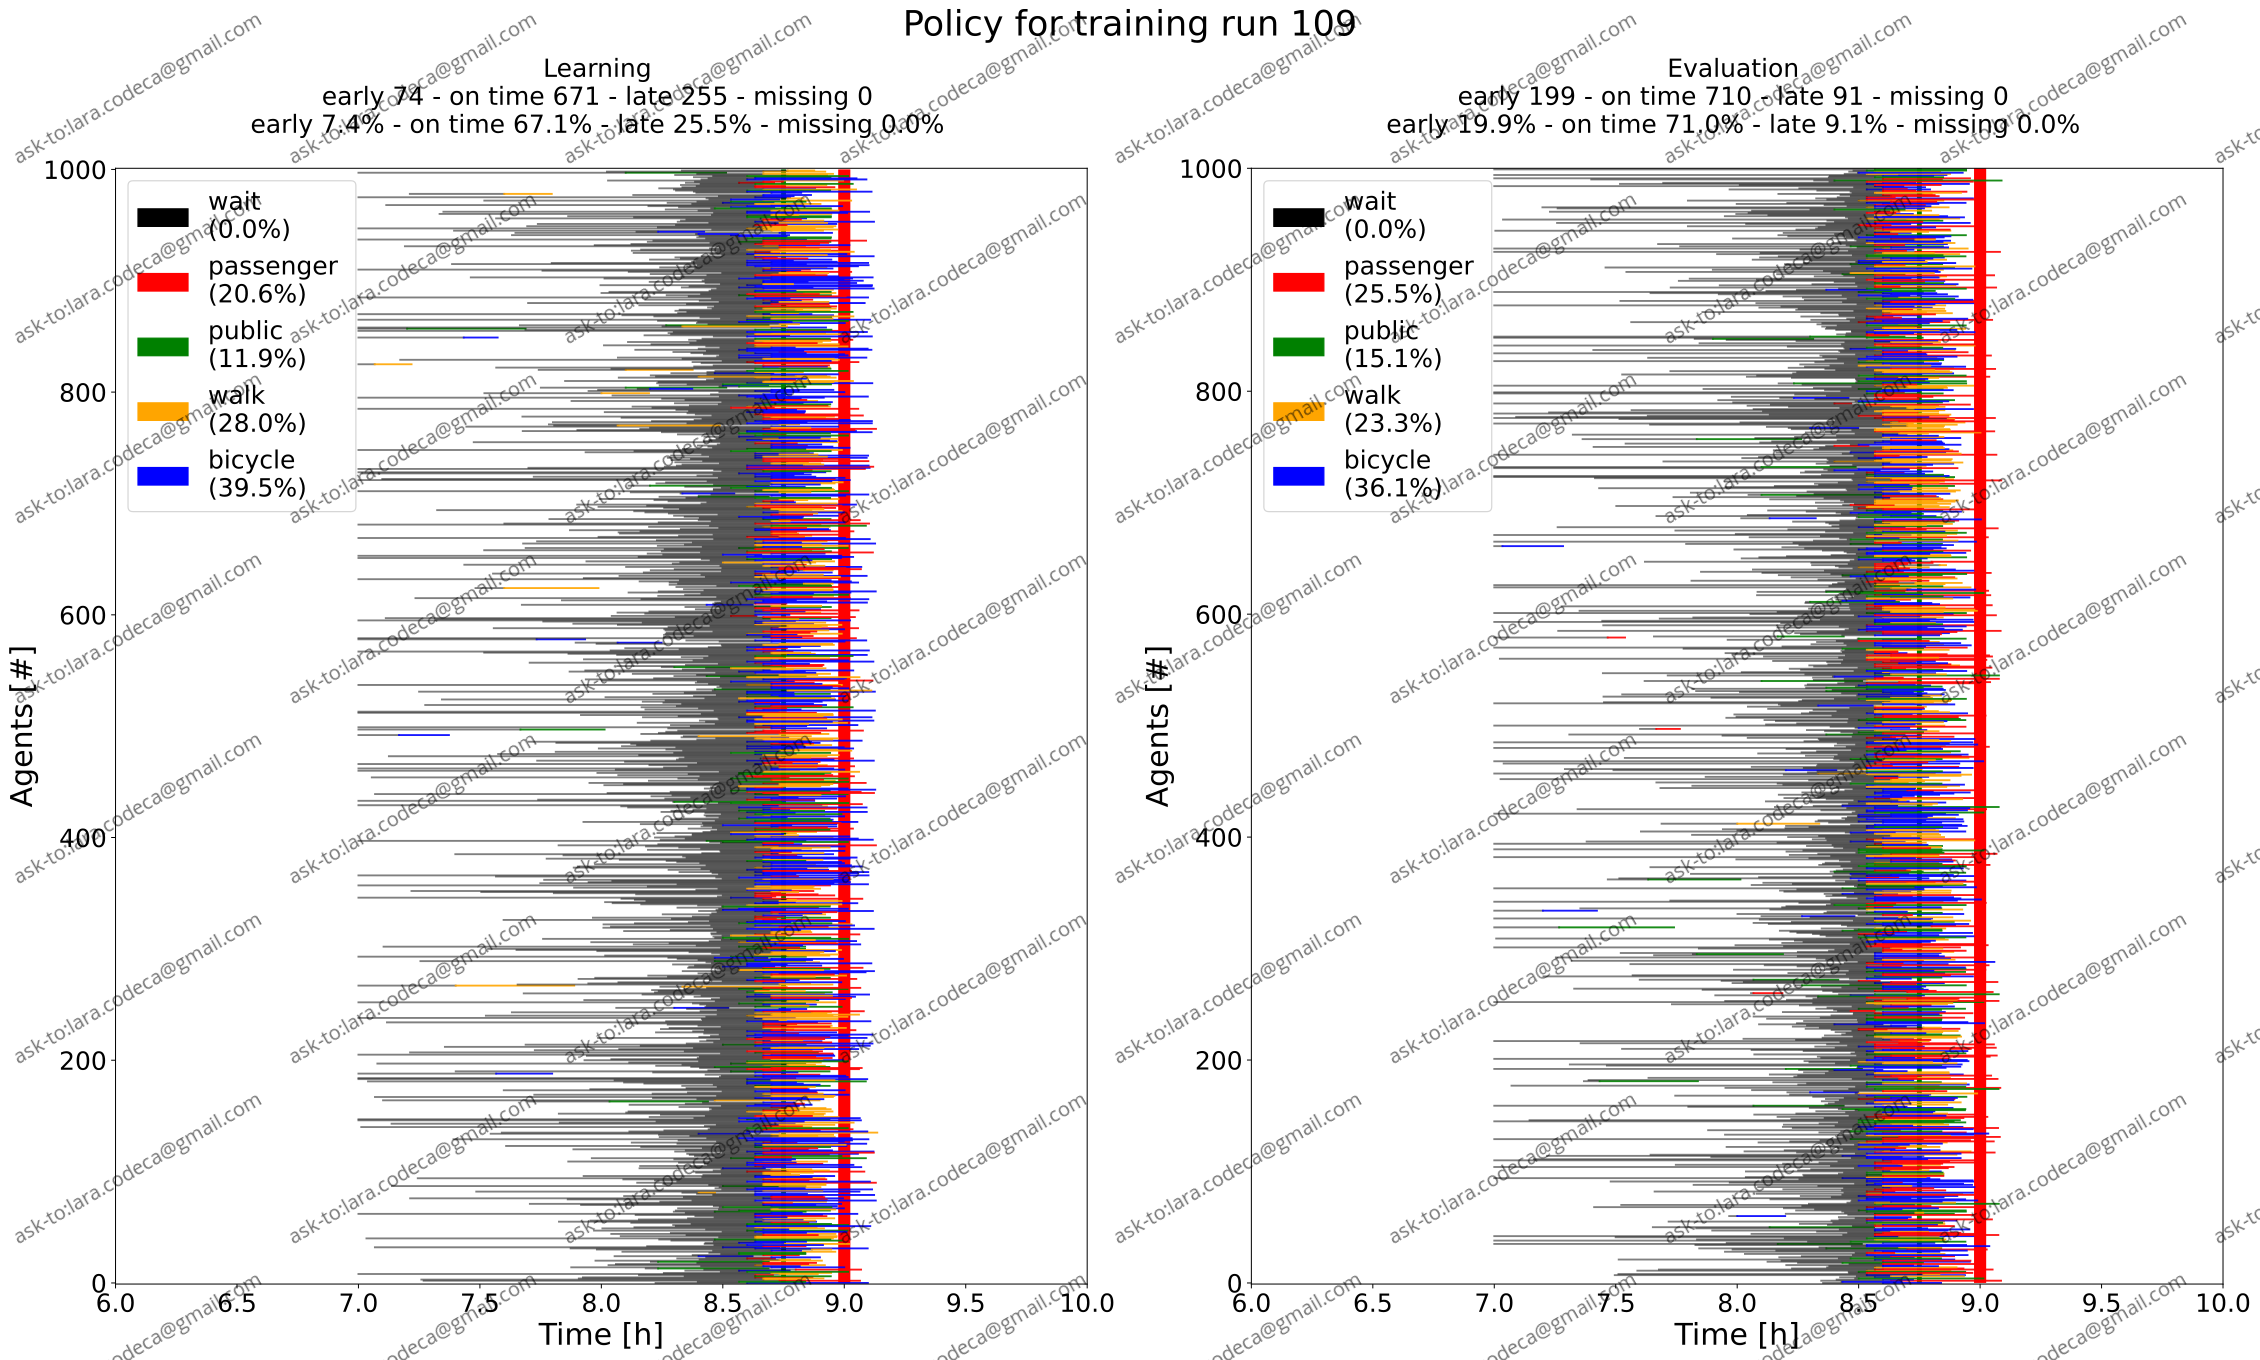 Policy for training run 109
Learning
early 74 - on time 671 - late 255 - missing 0
early 7.4% - on time 67.1% - late 25.5% - missing 0.0%
1000
800
600
400
200
0
Agents [#]
wait
(0.0%)
passenger
(20.6%)
public
(11.9%)
walk
(28.0%)
bicycle
(39.5%)
6.0 6.5 7.0 7.5 8.0 8.5 9.0 9.5 10.0
Time [h]
Evaluation
early 199 - on time 710 - late 91 - missing 0
early 19.9% - on time 71.0% - late 9.1% - missing 0.0%
1000
800
600
400
200
0
Agents [#]
wait
(0.0%)
passenger
(25.5%)
public
(15.1%)
walk
(23.3%)
bicycle
(36.1%)
6.0 6.5 7.0 7.5 8.0 8.5 9.0 9.5 10.0
Time [h]
ask-to:lara.codeca@gmail.com